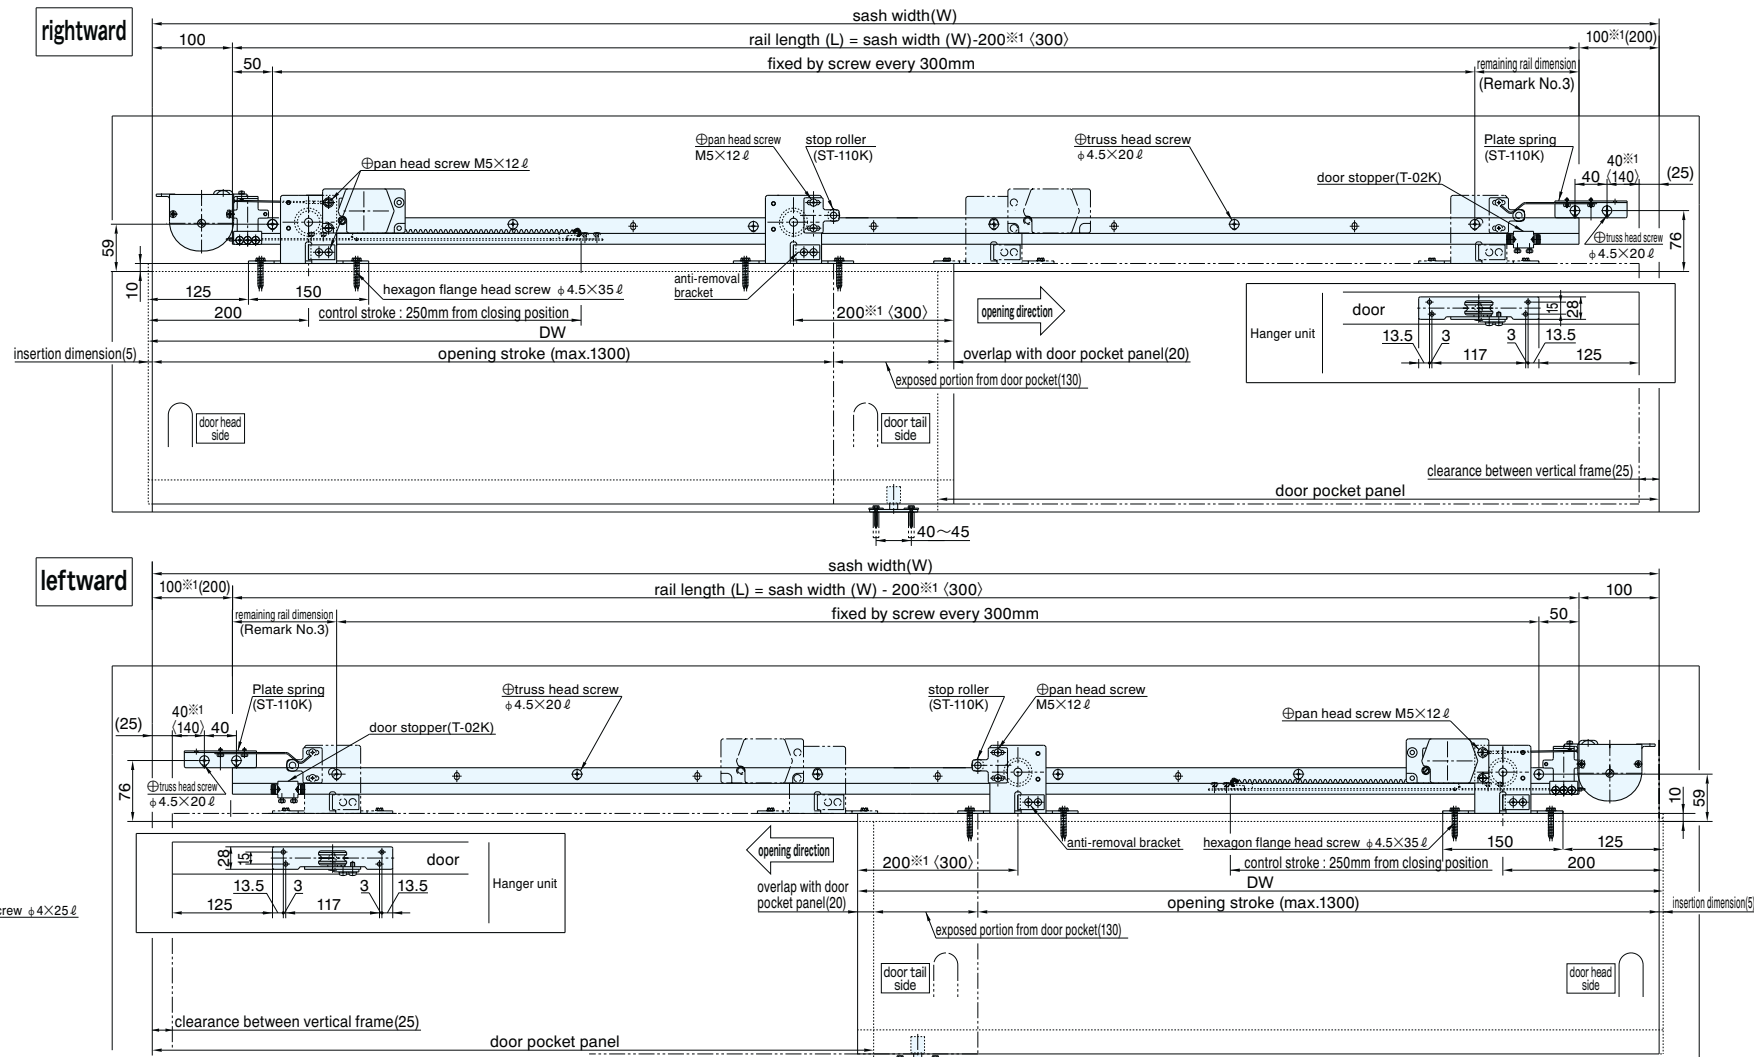 rightward
sash width(W)
100
rail length (L) = sash width (W)-200※1 〈300〉
100※1(200)
50
fixed by screw every 300mm
remaining rail dimension
(Remark No.3)
⊕pan head screw M5×12ℓ
⊕pan head screw
M5×12ℓ
stop roller
(ST-110K)
⊕truss head screw
φ4.5×20ℓ
door stopper(T-02K)
Plate spring
(ST-110K)
40※1
40
〈140〉
(25)
59
10
76
⊕truss head screw
φ4.5×20ℓ
125
150
hexagon flange head screw φ4.5×35ℓ
anti-removal
bracket
200
control stroke : 250mm from closing position
200※1 〈300〉
opening direction
DW
insertion dimension(5)
opening stroke (max.1300)
overlap with door pocket panel(20)
exposed portion from door pocket(130)
Hanger unit
door
15
28
13.5
3
117
3
13.5
125
door head
side
door tail
side
clearance between vertical frame(25)
door pocket panel
40～45
leftward
sash width(W)
100※1(200)
rail length (L) = sash width (W) - 200※1 〈300〉
100
remaining rail dimension
(Remark No.3)
fixed by screw every 300mm
50
(25)
40※1
〈140〉
40
Plate spring
(ST-110K)
door stopper(T-02K)
⊕truss head screw
φ4.5×20ℓ
stop roller
(ST-110K)
⊕pan head screw
M5×12ℓ
⊕pan head screw M5×12ℓ
76
⊕truss head screw
φ4.5×20ℓ
10
59
28
15
door
Hanger unit
13.5
3
3
13.5
125
117
opening direction
anti-removal bracket
hexagon flange head screw φ4.5×35ℓ
150
125
200※1 〈300〉
control stroke : 250mm from closing position
200
overlap with door
pocket panel(20)
DW
opening stroke (max.1300)
insertion dimension(5)
exposed portion from door pocket(130)
crew φ4×25ℓ
door tail
side
door head
side
clearance between vertical frame(25)
door pocket panel